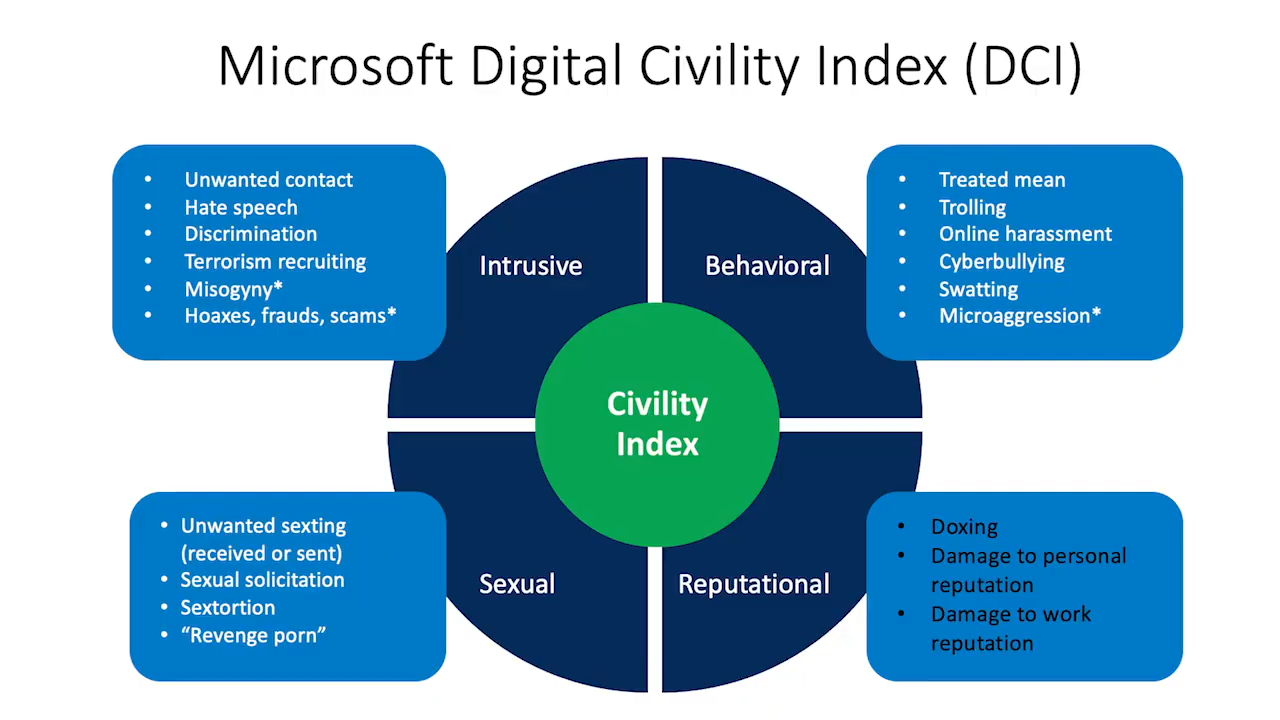 Microsoft Digital Civility Index (DCI)
• Unwanted contact
• Hate speech
• Discrimination
• Terrorism recruiting
• Misogyny*
• Hoaxes, frauds, scams*
Intrusive
Behavioral
• Treated mean
• Trolling
• Online harassment
• Cyberbullying
• Swatting
• Microaggression*
Civility
Index
• Unwanted sexting
(received or sent)
• Sexual solicitation
• Sextortion
• “Revenge porn”
Sexual
Reputational
• Doxing
• Damage to personal
reputation
• Damage to work
reputation